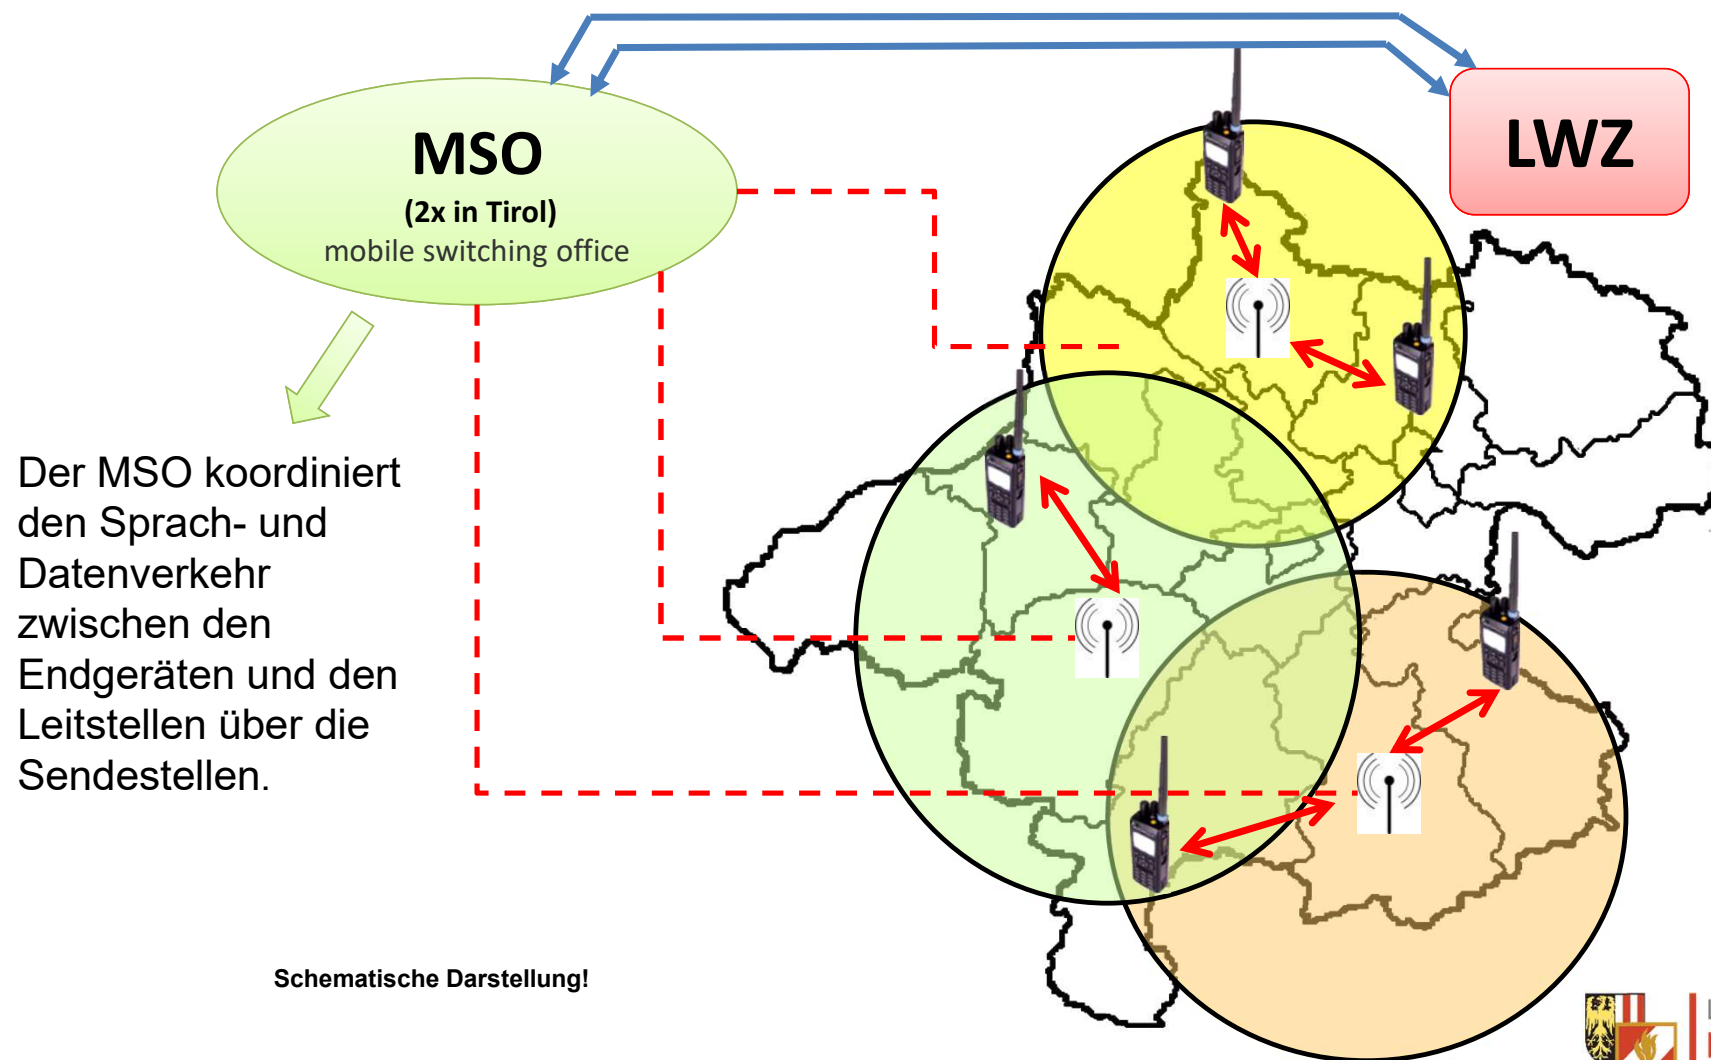 MSO
(2x in Tirol)
mobile switching office
LWZ
Der MSO koordiniert
den Sprach- und
Datenverkehr
zwischen den
Endgeräten und den
Leitstellen über die
Sendestellen.
Schematische Darstellung!